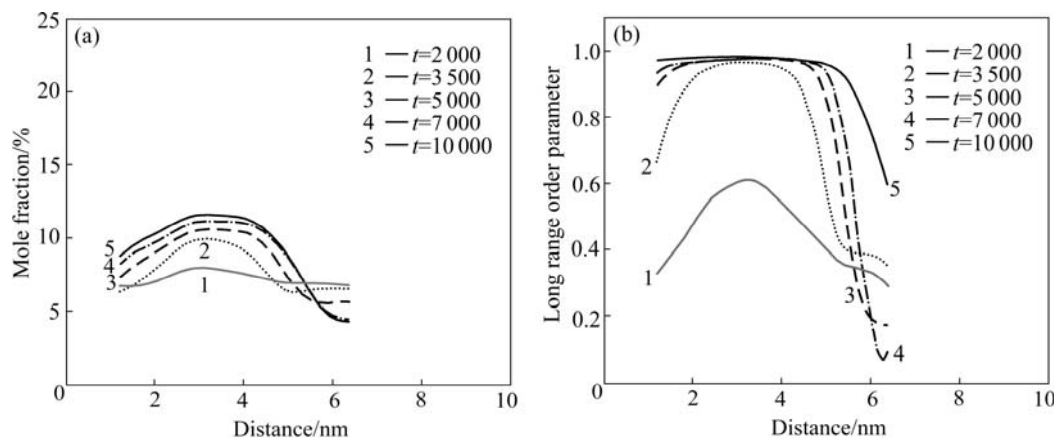 (a)
25
20
15
10
5
0
2
4
6
8
10
Mole fraction/%
Distance/nm
1 t=2 000
2 t=3 500
3 t=5 000
4 t=7 000
5 t=10 000
5
4
3
2
1
(b)
1.0
0.8
0.6
0.4
0.2
0
2
4
6
8
10
Long range order parameter
Distance/nm
1 t=2 000
2 t=3 500
3 t=5 000
4 t=7 000
5 t=10 000
2
5
1
3
4